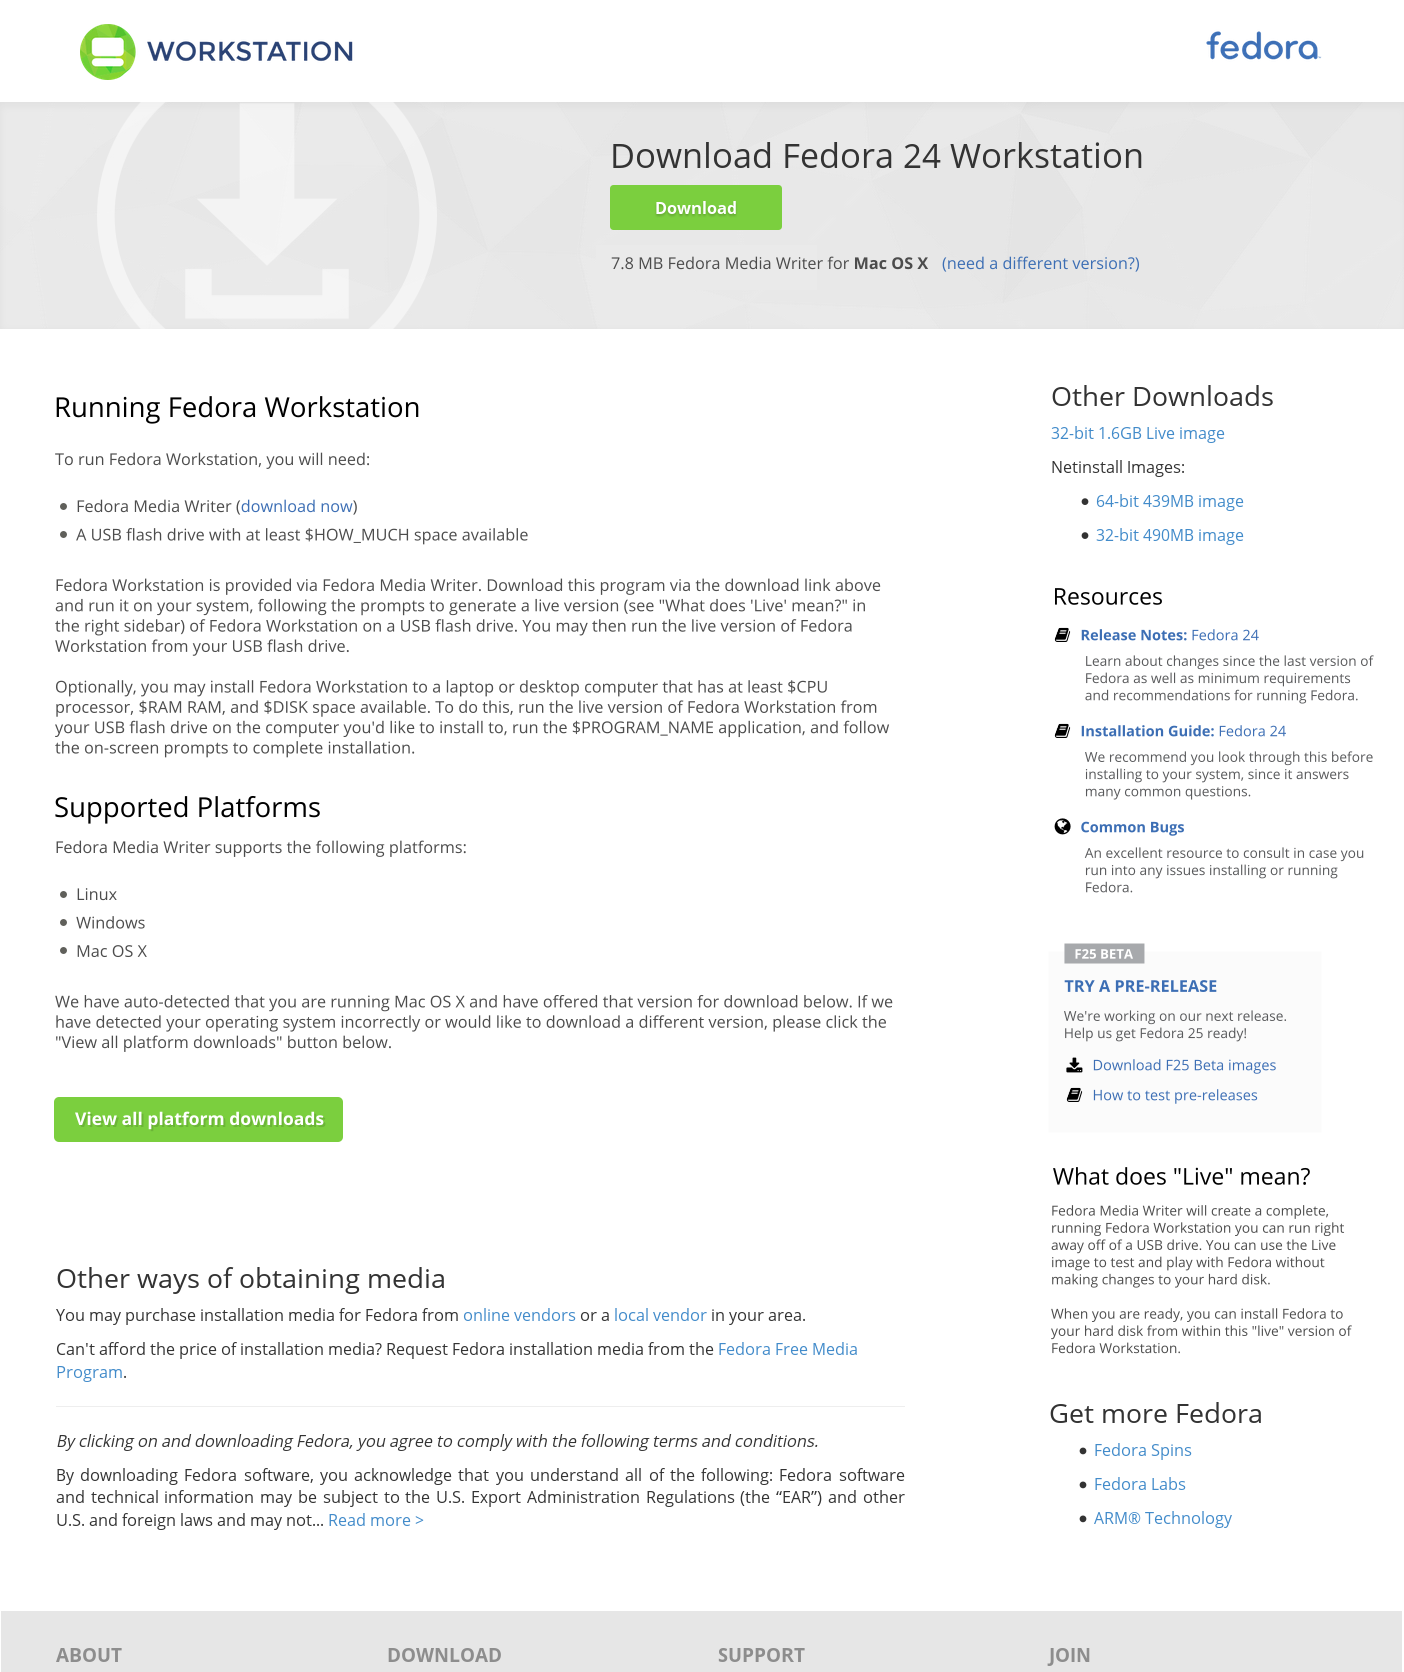 WORKSTATION
fedora
Download Fedora 24 Workstation
Download
7.8 MB Fedora Media Writer for Mac OS X (need a different version?)
Running Fedora Workstation
To run Fedora Workstation, you will need:
• Fedora Media Writer (download now)
• A USB flash drive with at least $HOW_MUCH space available
Fedora Workstation is provided via Fedora Media Writer. Download this program via the download link above
and run it on your system, following the prompts to generate a live version (see "What does 'Live' mean?" in
the right sidebar) of Fedora Workstation on a USB flash drive. You may then run the live version of Fedora
Workstation from your USB flash drive.
Optionally, you may install Fedora Workstation to a laptop or desktop computer that has at least $CPU
processor, $RAM RAM, and $DISK space available. To do this, run the live version of Fedora Workstation from
your USB flash drive on the computer you'd like to install to, run the $PROGRAM_NAME application, and follow
the on-screen prompts to complete installation.
Supported Platforms
Fedora Media Writer supports the following platforms:
• Linux
• Windows
• Mac OS X
We have auto-detected that you are running Mac OS X and have offered that version for download below. If we
have detected your operating system incorrectly or would like to download a different version, please click the
"View all platform downloads" button below.
View all platform downloads
Other ways of obtaining media
You may purchase installation media for Fedora from online vendors or a local vendor in your area.
Can't afford the price of installation media? Request Fedora installation media from the Fedora Free Media
Program.
By clicking on and downloading Fedora, you agree to comply with the following terms and conditions.
By downloading Fedora software, you acknowledge that you understand all of the following: Fedora software
and technical information may be subject to the U.S. Export Administration Regulations (the “EAR”) and other
U.S. and foreign laws and may not... Read more >
Other Downloads
32-bit 1.6GB Live image
Netinstall Images:
• 64-bit 439MB image
• 32-bit 490MB image
Resources
Release Notes: Fedora 24
Learn about changes since the last version of
Fedora as well as minimum requirements
and recommendations for running Fedora.
Installation Guide: Fedora 24
We recommend you look through this before
installing to your system, since it answers
many common questions.
Common Bugs
An excellent resource to consult in case you
run into any issues installing or running
Fedora.
F25 BETA
TRY A PRE-RELEASE
We're working on our next release.
Help us get Fedora 25 ready!
Download F25 Beta images
How to test pre-releases
What does "Live" mean?
Fedora Media Writer will create a complete,
running Fedora Workstation you can run right
away off of a USB drive. You can use the Live
image to test and play with Fedora without
making changes to your hard disk.
When you are ready, you can install Fedora to
your hard disk from within this "live" version of
Fedora Workstation.
Get more Fedora
• Fedora Spins
• Fedora Labs
• ARM® Technology
ABOUT
DOWNLOAD
SUPPORT
JOIN